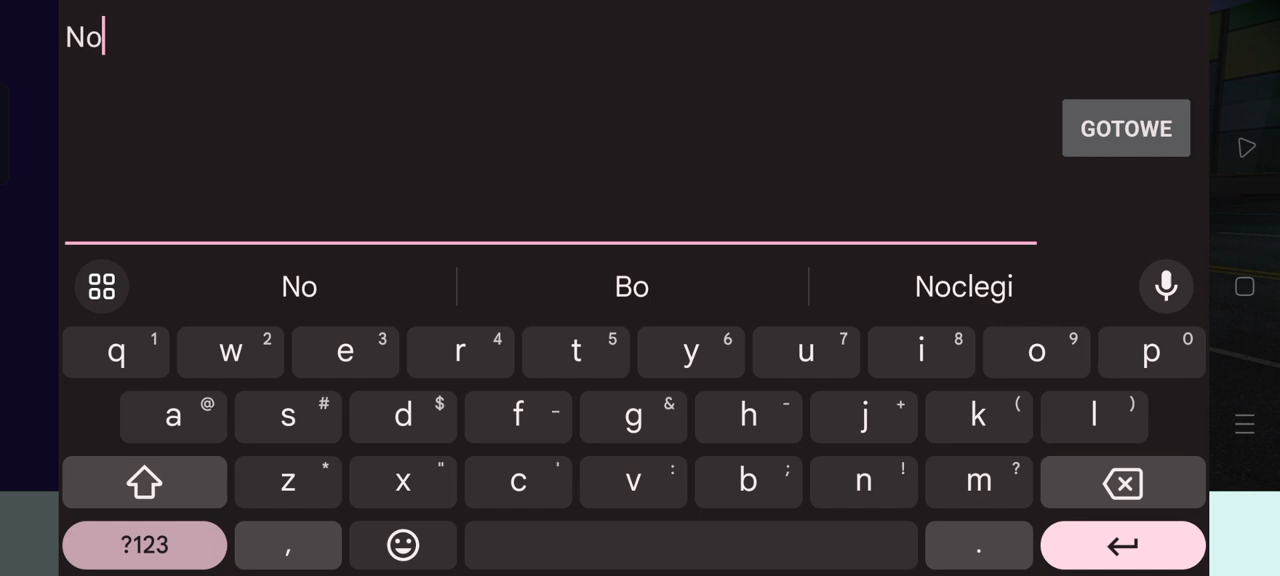 No
GOTOWE
No Bo Noclegi
q 1 w 2 e 3 r 4 t 5 y 6 u 7 i 8 o 9 p 0
a @ s # d $ f _ g & h - j + k ( l )
z * x " c ' v : b ; n ! m ?
?123 , .